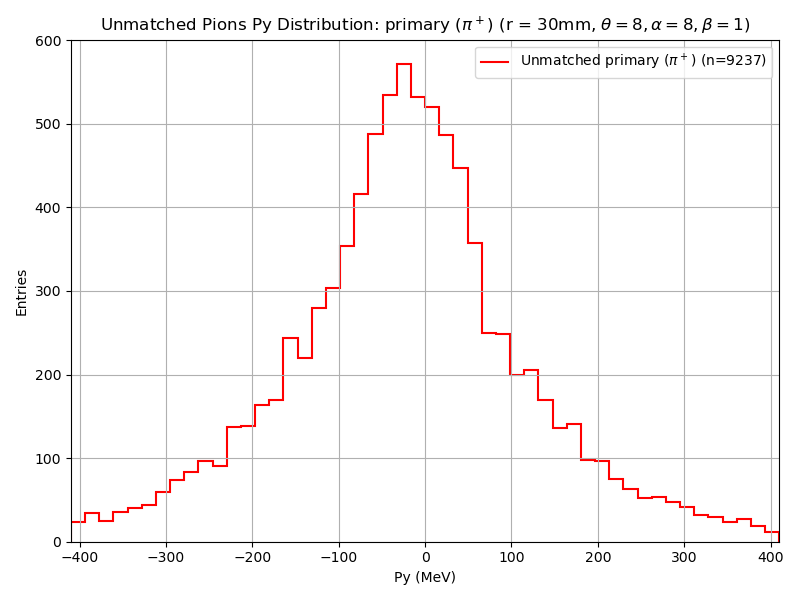 Unmatched Pions Py Distribution: primary (π⁺) (r = 30mm, θ = 8, α = 8, β = 1)
Unmatched primary (π⁺) (n=9237)
600
500
400
300
200
100
0
Entries
−400 −300 −200 −100 0 100 200 300 400
Py (MeV)